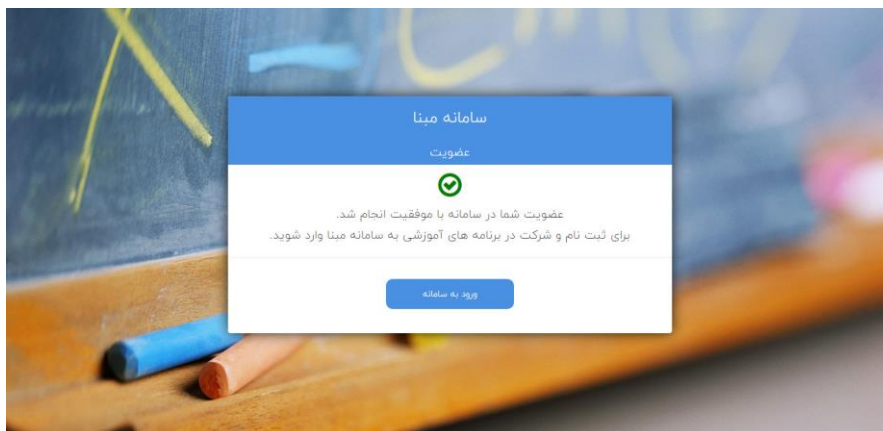 سامانه مبنا
عضویت
عضویت شما در سامانه با موفقیت انجام شد.
برای ثبت نام و شرکت در برنامه های آموزشی به سامانه مبنا وارد شوید.
ورود به سامانه